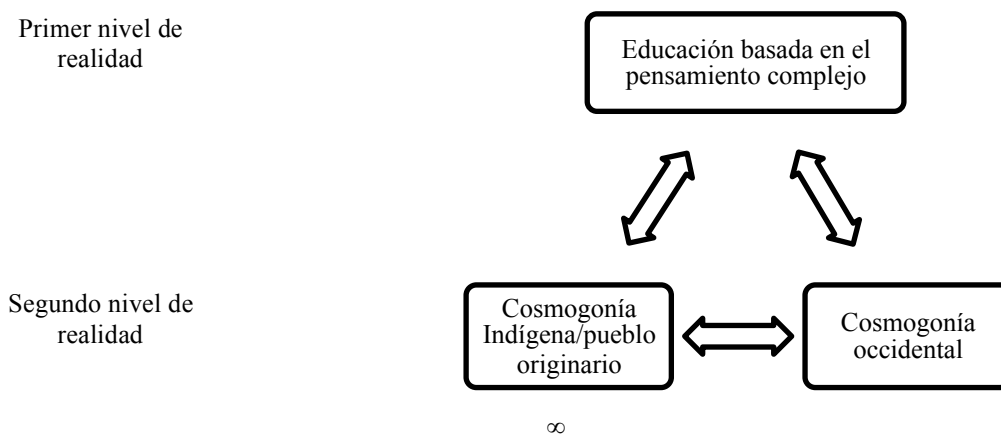 Primer nivel de
realidad
Educación basada en el
pensamiento complejo
Segundo nivel de
realidad
Cosmogonía
Indígena/pueblo
originario
Cosmogonía
occidental
∞